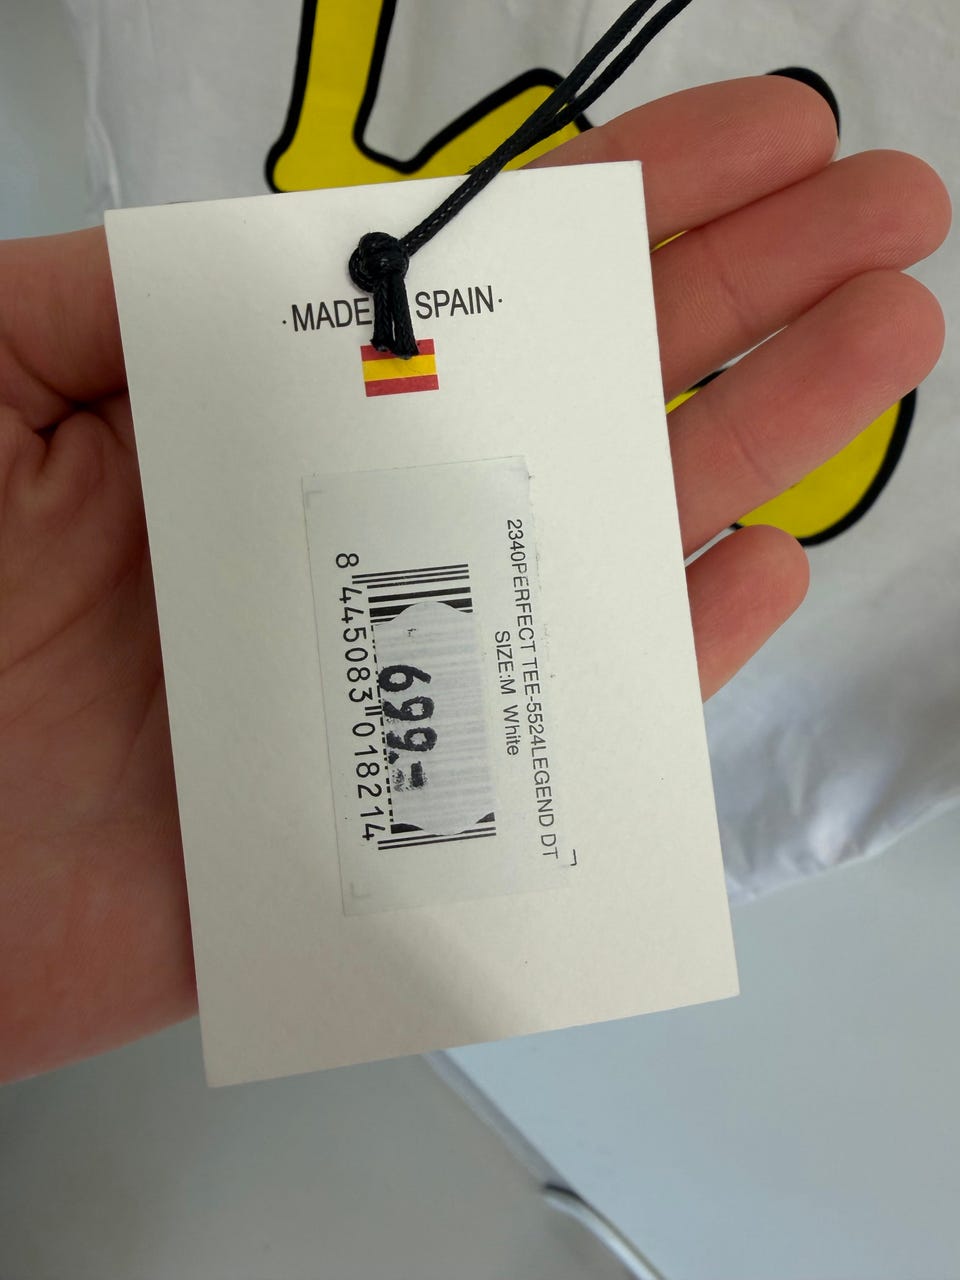 ·MADE SPAIN·
2340PERFECT TEE-5524LEGEND DT
SIZE:M White
699.-
8 445083 018214